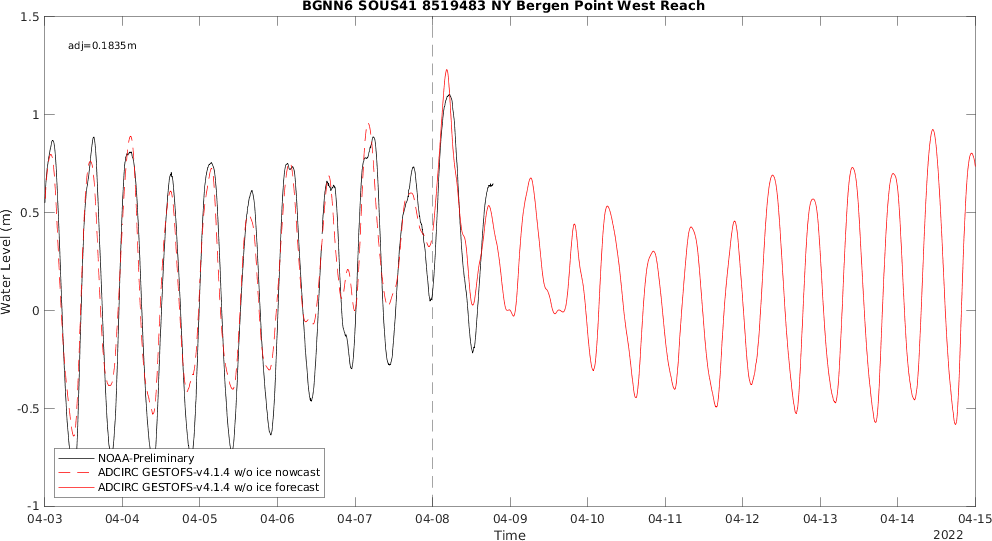 BGNN6 SOUS41 8519483 NY Bergen Point West Reach
adj=0.1835m
Water Level (m)
1.5
1
0.5
0
-0.5
-1
NOAA-Preliminary
ADCIRC GESTOFS-v4.1.4 w/o ice nowcast
ADCIRC GESTOFS-v4.1.4 w/o ice forecast
04-03 04-04 04-05 04-06 04-07 04-08 04-09 04-10 04-11 04-12 04-13 04-14 04-15
Time
2022